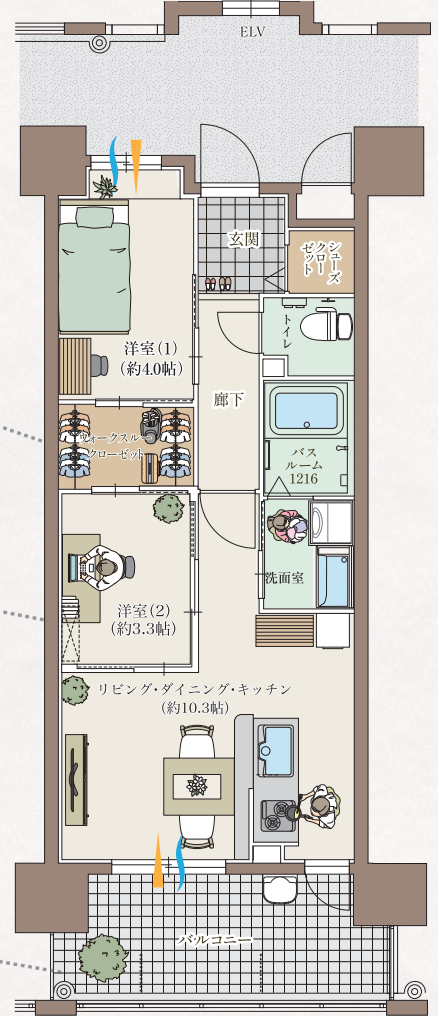 ELV
玄関
シューズ
クロー
ゼット
トイレ
洋室(1)
(約4.0帖)
廊下
ウォークスルー
クローゼット
バス
ルーム
1216
洗面室
洋室(2)
(約3.3帖)
リビング・ダイニング・キッチン
(約10.3帖)
バルコニー